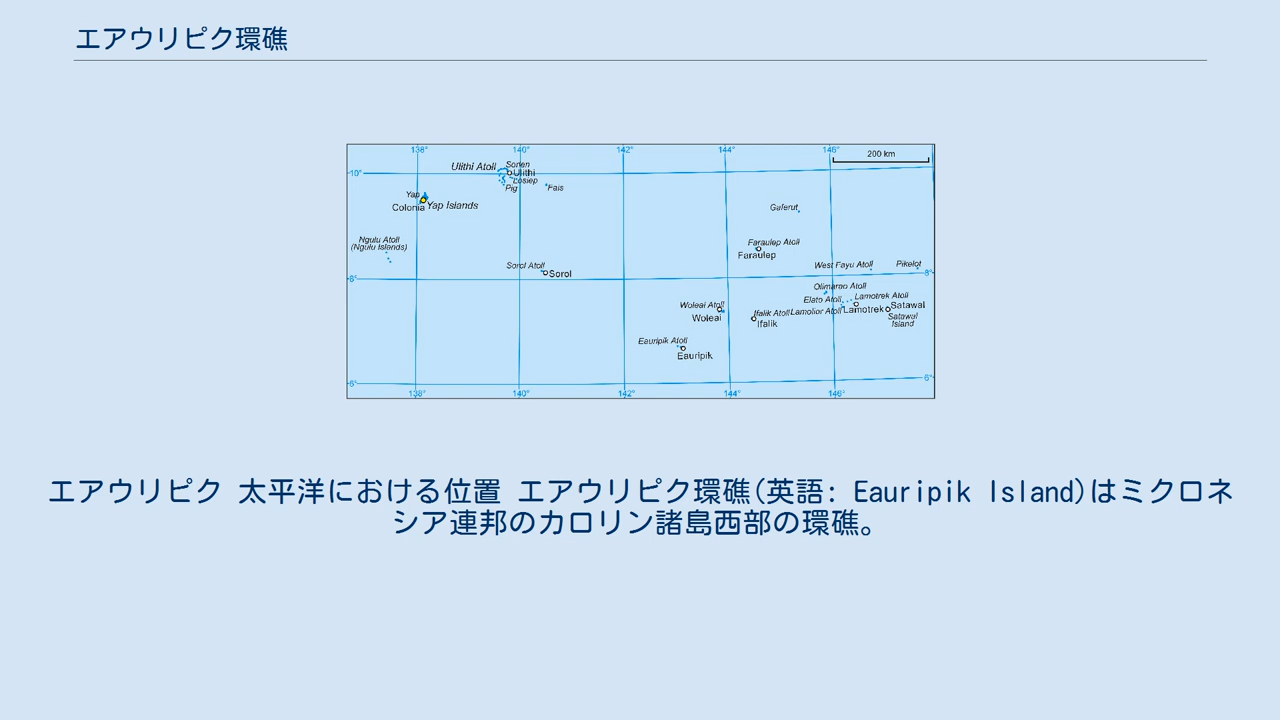 エアウリピク環礁
138° 140° 142° 144° 146°
200 km
10°
Ulithi Atoll Sorlen
Ulithi
Losiep
Pig
Fais
Yap
Colonia Yap Islands
Gaferut
Ngulu Atoll
(Ngulu Islands)
Faraulep Atoll
Faraulep
Sorol Atoll
Sorol
West Fayu Atoll
Pikelot
8° 8°
Olimarao Atoll
Elato Atoll
Lamotrek Atoll
Woleai Atoll
Woleai
Ifalik Atoll
Ifalik
Lamolior Atoll
Lamotrek
Satawal
Satawal
Island
Eauripik Atoll
Eauripik
6° 6°
138° 140° 142° 144° 146°
エアウリピク 太平洋における位置 エアウリピク環礁(英語: Eauripik Island)はミクロネ
シア連邦のカロリン諸島西部の環礁。